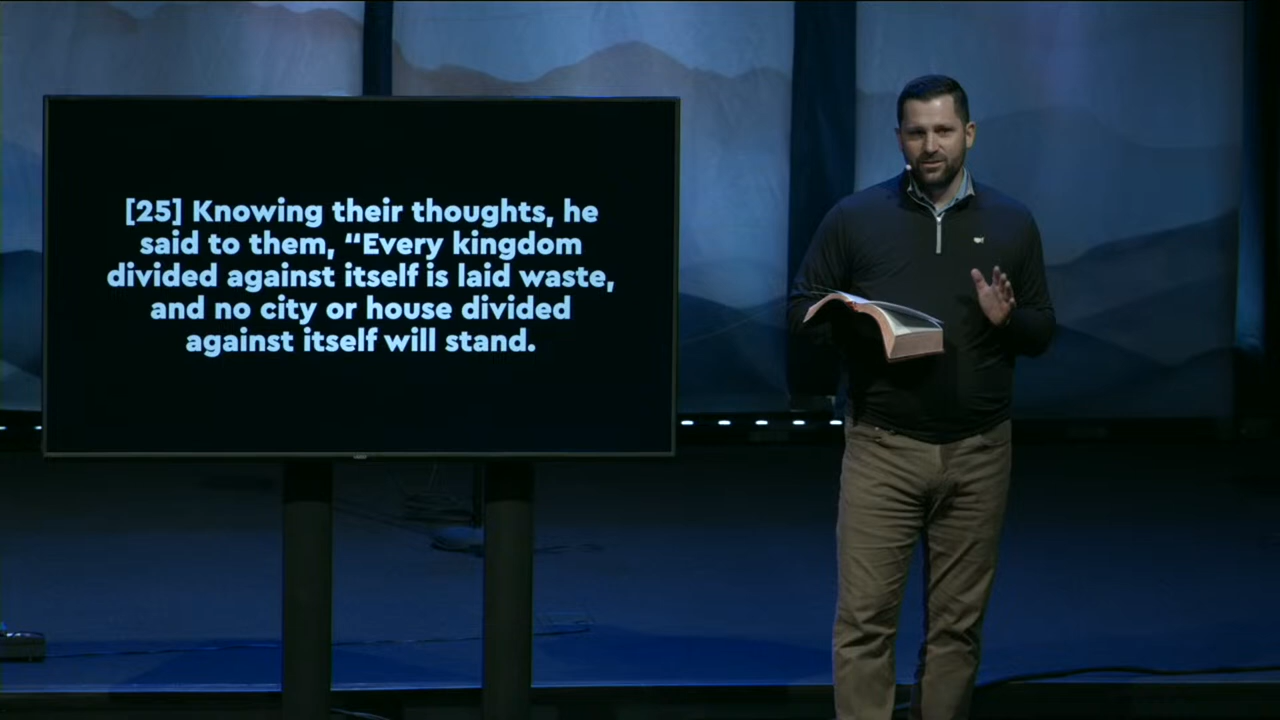 [25] Knowing their thoughts, he
said to them, “Every kingdom
divided against itself is laid waste,
and no city or house divided
against itself will stand.